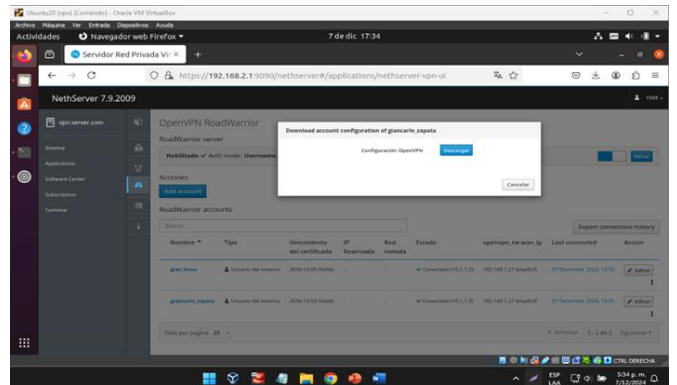 Ubuntu20 [vpn] [Corriendo] - Oracle VM VirtualBox
Archivo Máquina Ver Entrada Dispositivos Ayuda
Actividades Navegador web Firefox 7 de dic 17:34
Servidor Red Privada Vi
https://192.168.2.1:9090/nethserver#/applications/nethserver-vpn-ui
NethServer 7.9.2009 root
vpn.server.com
Sistema
Applications
Software Center
Subscription
Terminal
OpenVPN RoadWarrior
RoadWarrior server
Habilitado Auth mode: Username, Editar
Acciones
Add account
RoadWarrior accounts
Buscar Export connection history
Download account configuration of giancarlo_zapata
Configuración OpenVPN Descargar
Cancelar
Nombre Tipo Vencimiento del certificado IP Reservada Red remota Estado openvpn_rw.wan_ip Last connected Accion
gian_linux Usuario del sistema - - Conectado Editar
giancarlo_zapata Usuario del sistema - - Conectado Editar
Filas por página 25 Anterior 1-2 de 2 Siguiente
CTRL DERECHA
ESP LAA 5:34 p. m. 7/12/2024